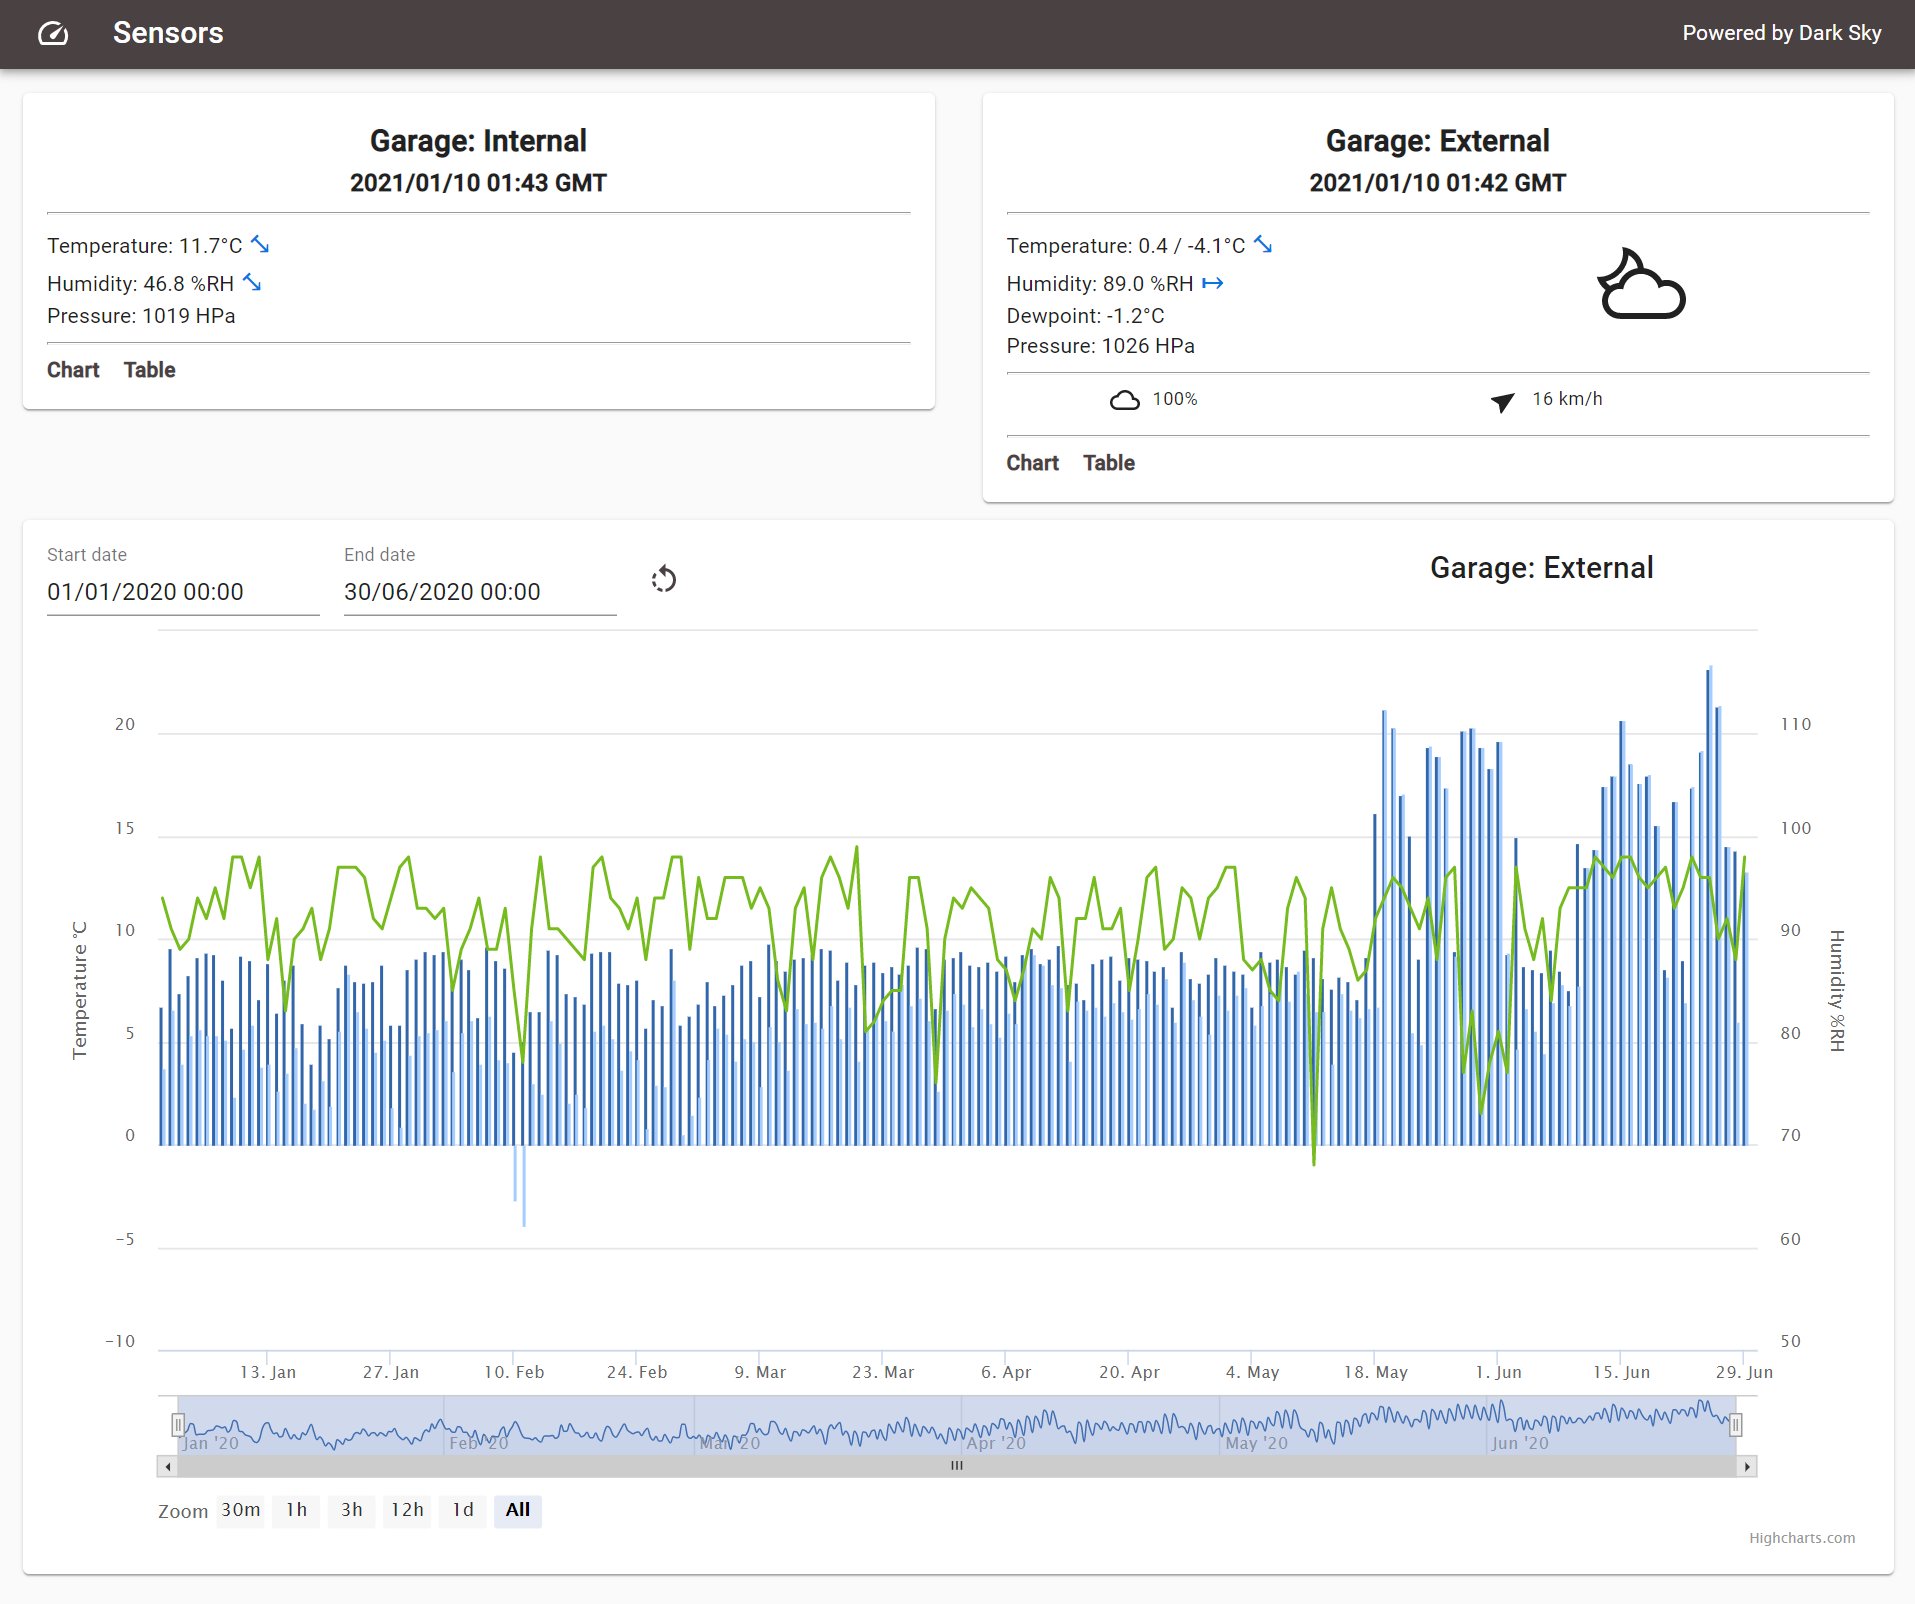 Sensors
Powered by Dark Sky
Garage: Internal
2021/01/10 01:43 GMT
Temperature: 11.7°C
Humidity: 46.8 %RH
Pressure: 1019 HPa
Chart Table
Garage: External
2021/01/10 01:42 GMT
Temperature: 0.4 / -4.1°C
Humidity: 89.0 %RH
Dewpoint: -1.2°C
Pressure: 1026 HPa
100%
16 km/h
Chart Table
Start date
01/01/2020 00:00
End date
30/06/2020 00:00
Garage: External
Temperature °C
20
15
10
5
0
−5
−10
110
100
90
80
70
60
50
Humidity %RH
13. Jan 27. Jan 10. Feb 24. Feb 9. Mar 23. Mar 6. Apr 20. Apr 4. May 18. May 1. Jun 15. Jun 29. Jun
Jan '20 Feb '20 Mar '20 Apr '20 May '20 Jun '20
Zoom 30m 1h 3h 12h 1d All
Highcharts.com